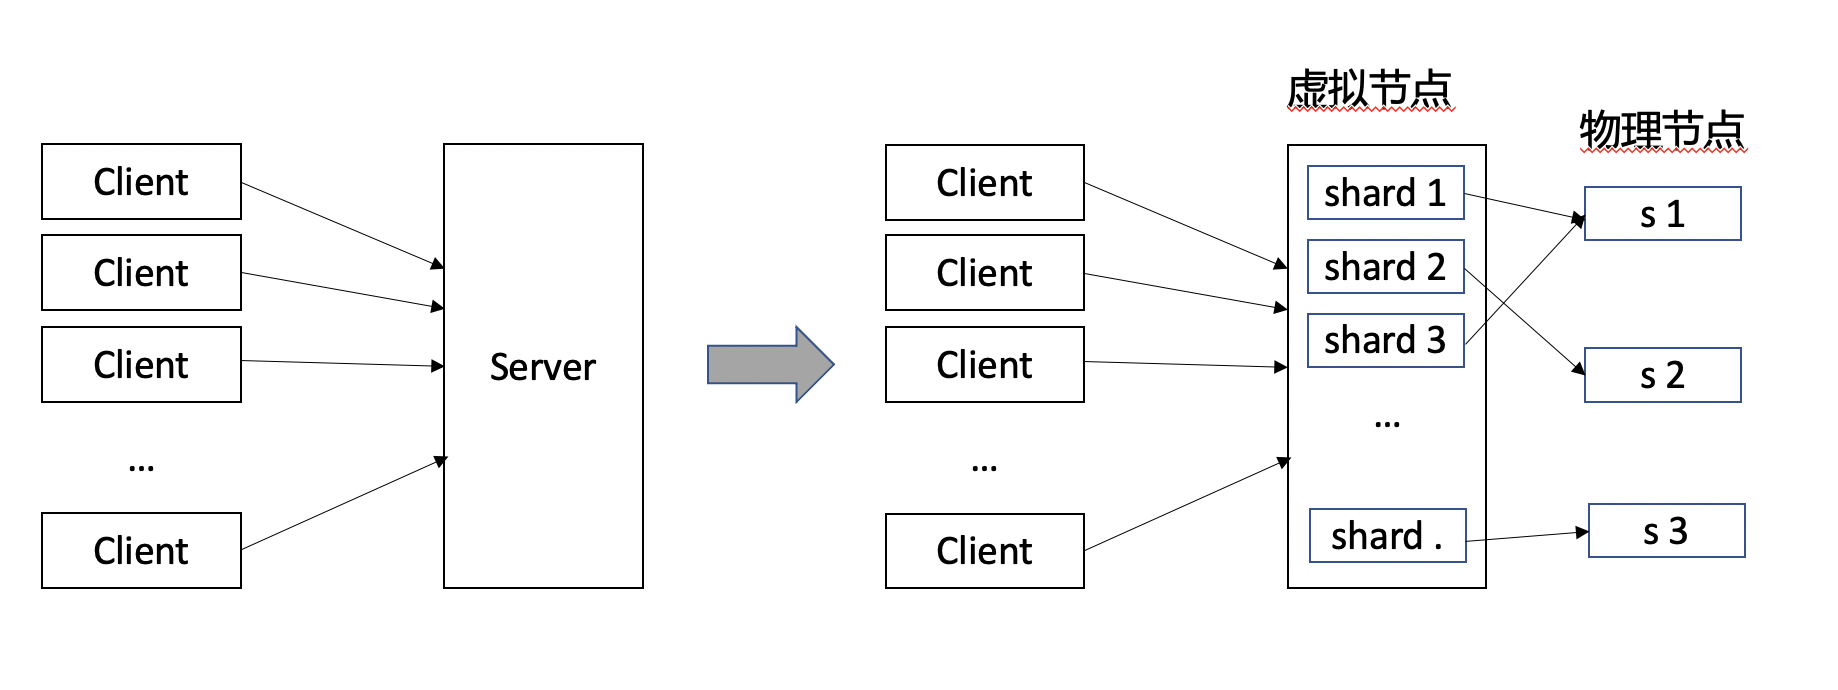 Client
Client
Client
...
Client
Server
虚拟节点
物理节点
Client
Client
Client
...
Client
shard 1
shard 2
shard 3
...
shard .
s 1
s 2
s 3